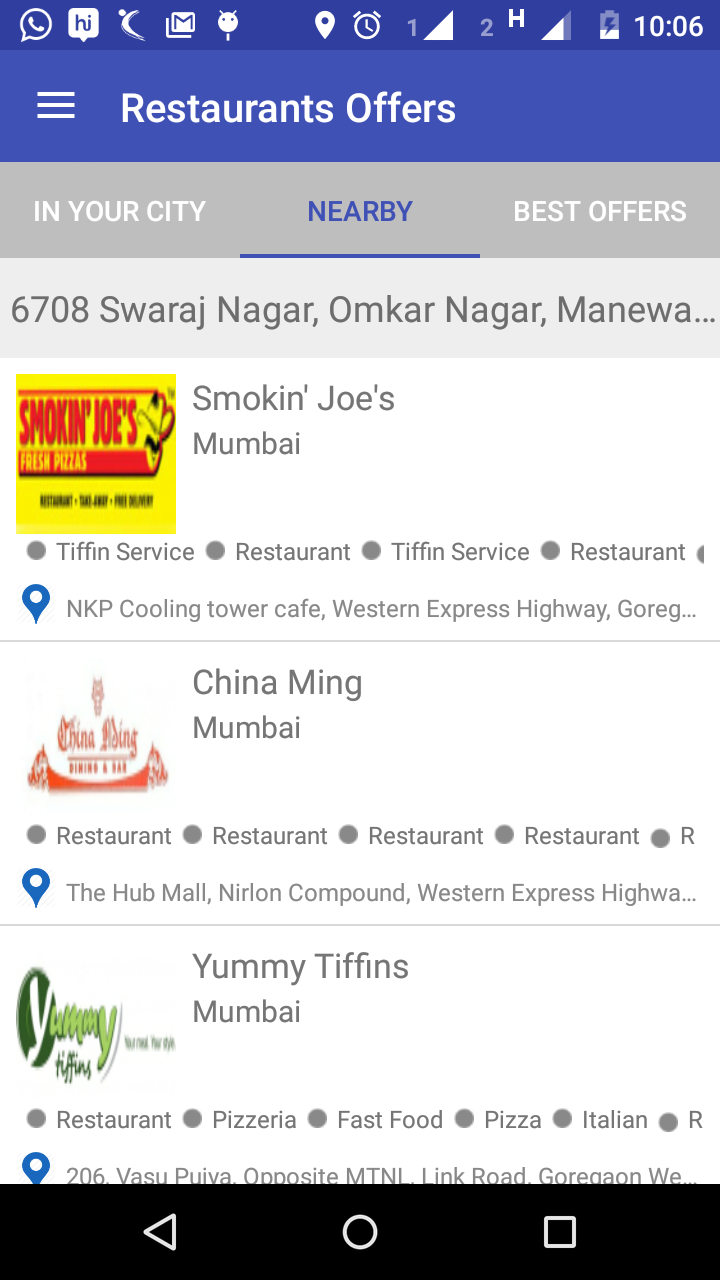 hi 1 2 H 10:06
Restaurants Offers
IN YOUR CITY NEARBY BEST OFFERS
6708 Swaraj Nagar, Omkar Nagar, Manewa...
SMOKIN' JOE'S
FRESH PIZZAS
RESTAURANT • TAKE-AWAY • FREE DELIVERY
Smokin' Joe's
Mumbai
Tiffin Service Restaurant Tiffin Service Restaurant
NKP Cooling tower cafe, Western Express Highway, Goreg...
China Ming
DINING & BAR
China Ming
Mumbai
Restaurant Restaurant Restaurant Restaurant R
The Hub Mall, Nirlon Compound, Western Express Highwa...
Yummy
tiffins
Your meal. Your style.
Yummy Tiffins
Mumbai
Restaurant Pizzeria Fast Food Pizza Italian R
206, Vasu Pujya, Opposite MTNL, Link Road, Goregaon We...